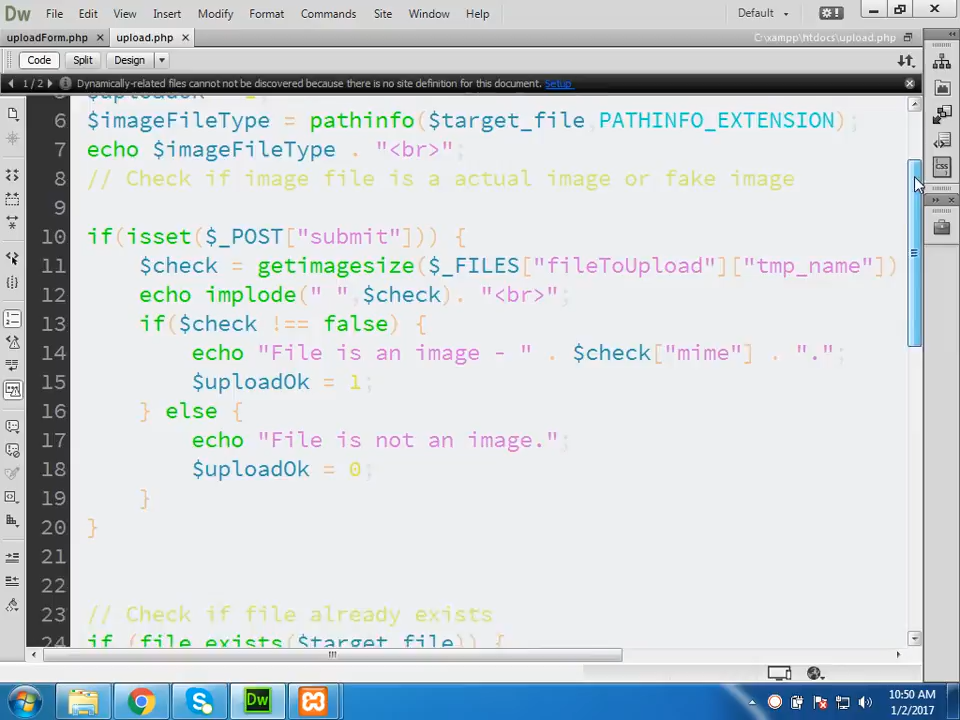 Dw File Edit View Insert Modify Format Commands Site Window Help Default
uploadForm.php × upload.php × C:\xampp\htdocs\upload.php
Code Split Design
1 / 2 Dynamically-related files cannot not be discovered because there is no site definition for this document. Setup
6 $imageFileType = pathinfo($target_file,PATHINFO_EXTENSION);
7 echo $imageFileType . "<br>";
8 // Check if image file is a actual image or fake image
9
10 if(isset($_POST["submit"])) {
11 $check = getimagesize($_FILES["fileToUpload"]["tmp_name"])
12 echo implode(" ",$check). "<br>";
13 if($check !== false) {
14 echo "File is an image - " . $check["mime"] . ".";
15 $uploadOk = 1;
16 } else {
17 echo "File is not an image.";
18 $uploadOk = 0;
19 }
20 }
21
22
23 // Check if file already exists
24 if (file_exists($target_file)) {
CSS
Dw
10:50 AM
1/2/2017